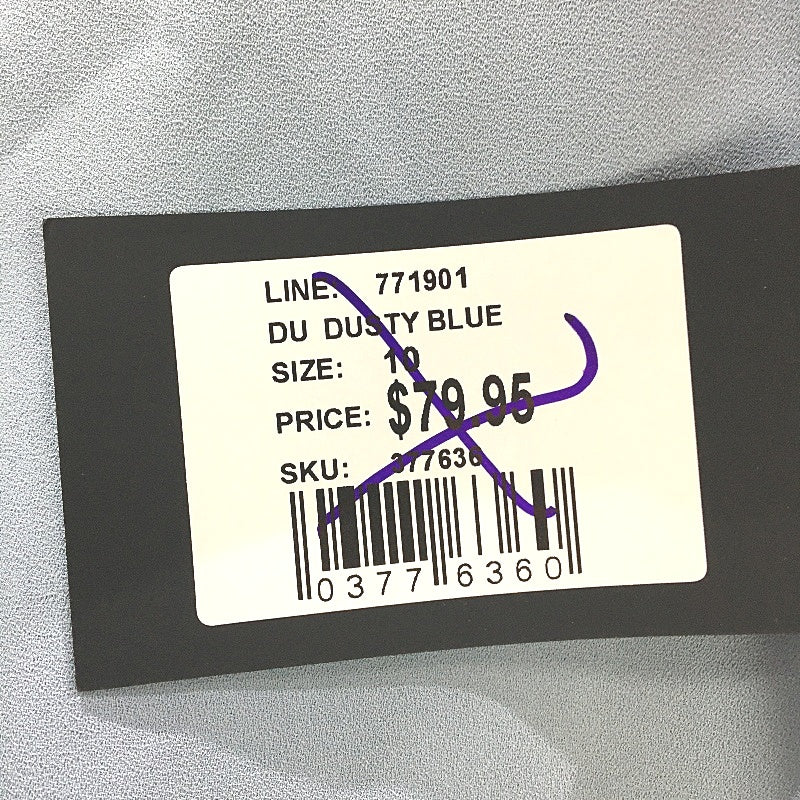 LINE: 771901
DU DUSTY BLUE
SIZE: 10
PRICE: $79.95
SKU: 377636
0377 6360